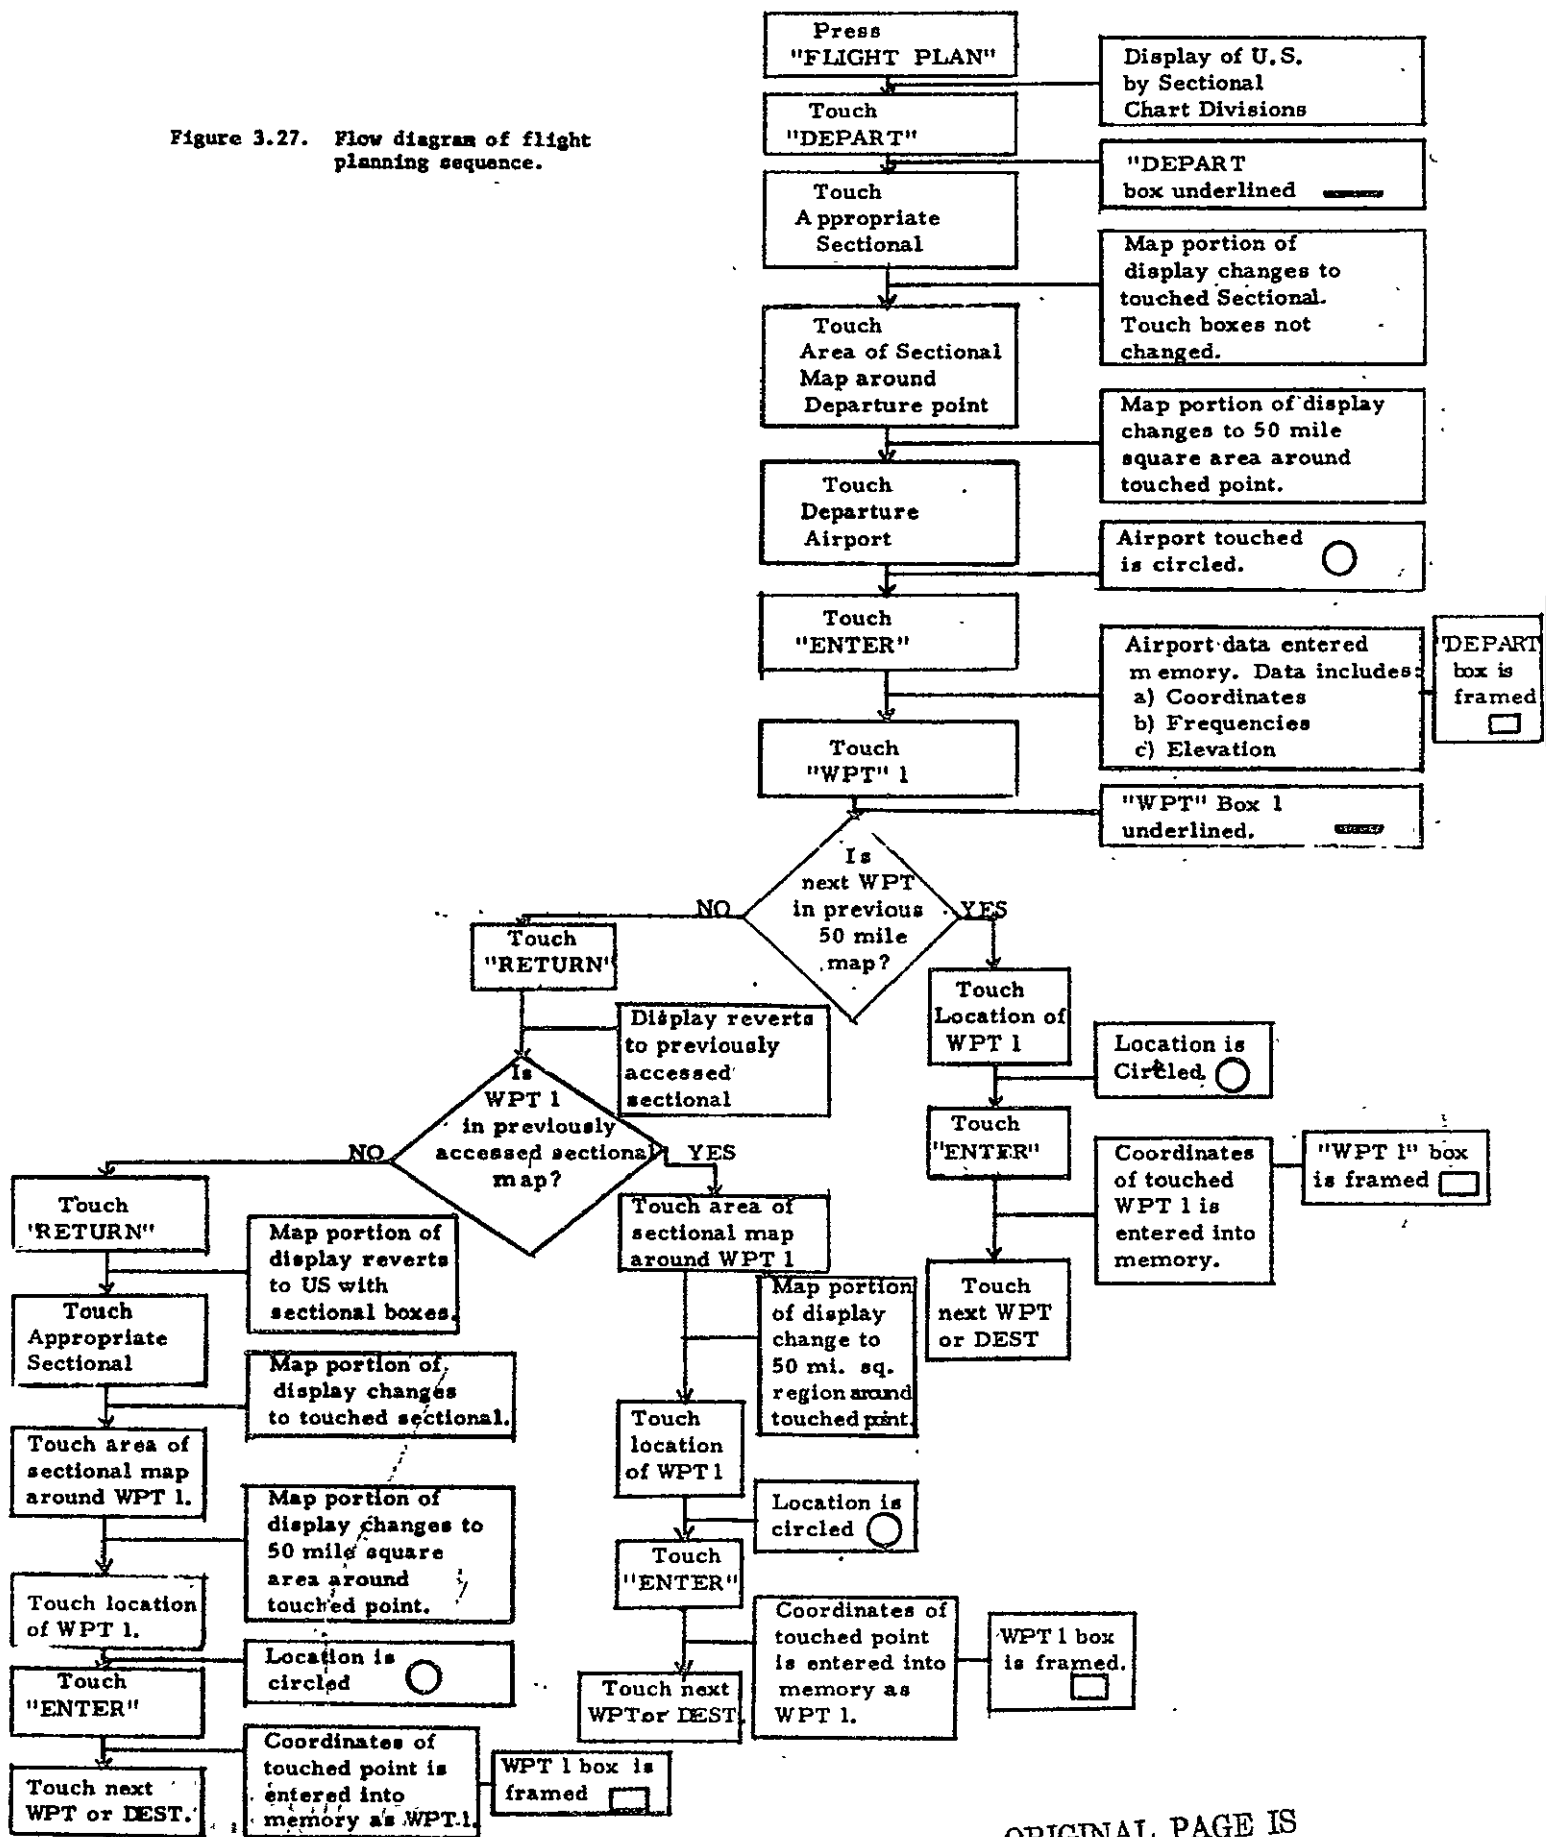 Press
"FLIGHT PLAN"
Display of U.S.
by Sectional
Chart Divisions
Touch
"DEPART"
Figure 3.27. Flow diagram of flight
planning sequence.
"DEPART
box underlined
Touch
Appropriate
Sectional
Map portion of
display changes to
touched Sectional.
Touch boxes not
changed.
Touch
Area of Sectional
Map around
Departure point
Map portion of display
changes to 50 mile
square area around
touched point.
Touch
Departure
Airport
Airport touched
is circled.
Touch
"ENTER"
Airport data entered
memory. Data includes:
a) Coordinates
b) Frequencies
c) Elevation
"DEPART
box is
framed
Touch
"WPT" 1
"WPT" Box 1
underlined.
Is
next WPT
in previous
50 mile
map?
NO
YES
Touch
"RETURN"
Display reverts
to previously
accessed
sectional
Touch
Location of
WPT 1
Location is
Circled
Touch
"ENTER"
Coordinates
of touched
WPT 1 is
entered into
memory.
"WPT 1" box
is framed
Touch
next WPT
or DEST
Is
WPT 1
in previously
accessed sectional
map?
NO
YES
Touch
"RETURN"
Map portion of
display reverts
to US with
sectional boxes.
Touch
Appropriate
Sectional
Map portion of
display changes
to touched sectional.
Touch area of
sectional map
around WPT 1.
Map portion of
display changes to
50 mile square
area around
touched point.
Touch location
of WPT 1.
Location is
circled
Touch
"ENTER"
Coordinates of
touched point is
entered into
memory as WPT 1.
WPT 1 box is
framed
Touch next
WPT or DEST.
Touch area of
sectional map
around WPT 1
Map portion
of display
change to
50 mi. sq.
region around
touched point.
Touch
location
of WPT 1
Location is
circled
Touch
"ENTER"
Coordinates of
touched point
is entered into
memory as
WPT 1.
WPT 1 box
is framed.
Touch next
WPT or DEST.
ORIGINAL PAGE IS